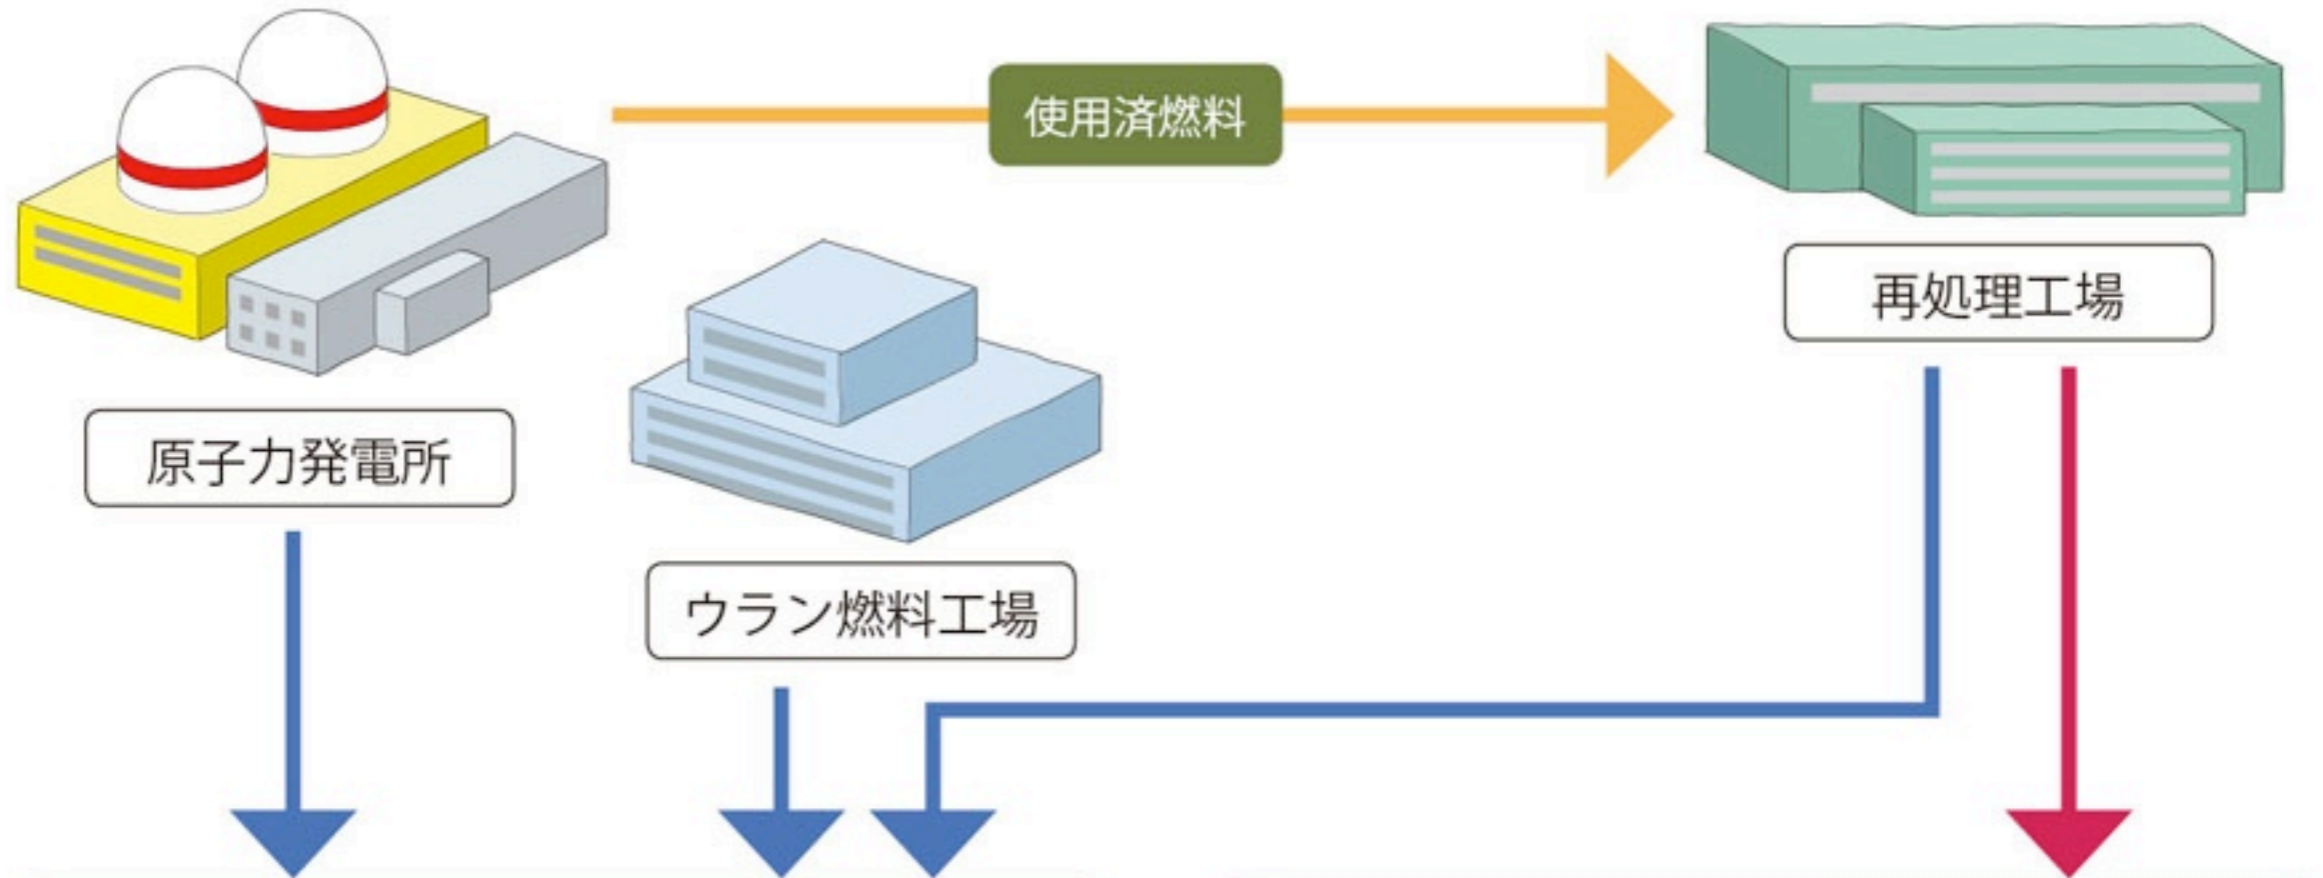 使用済燃料
再処理工場
原子力発電所
ウラン燃料工場